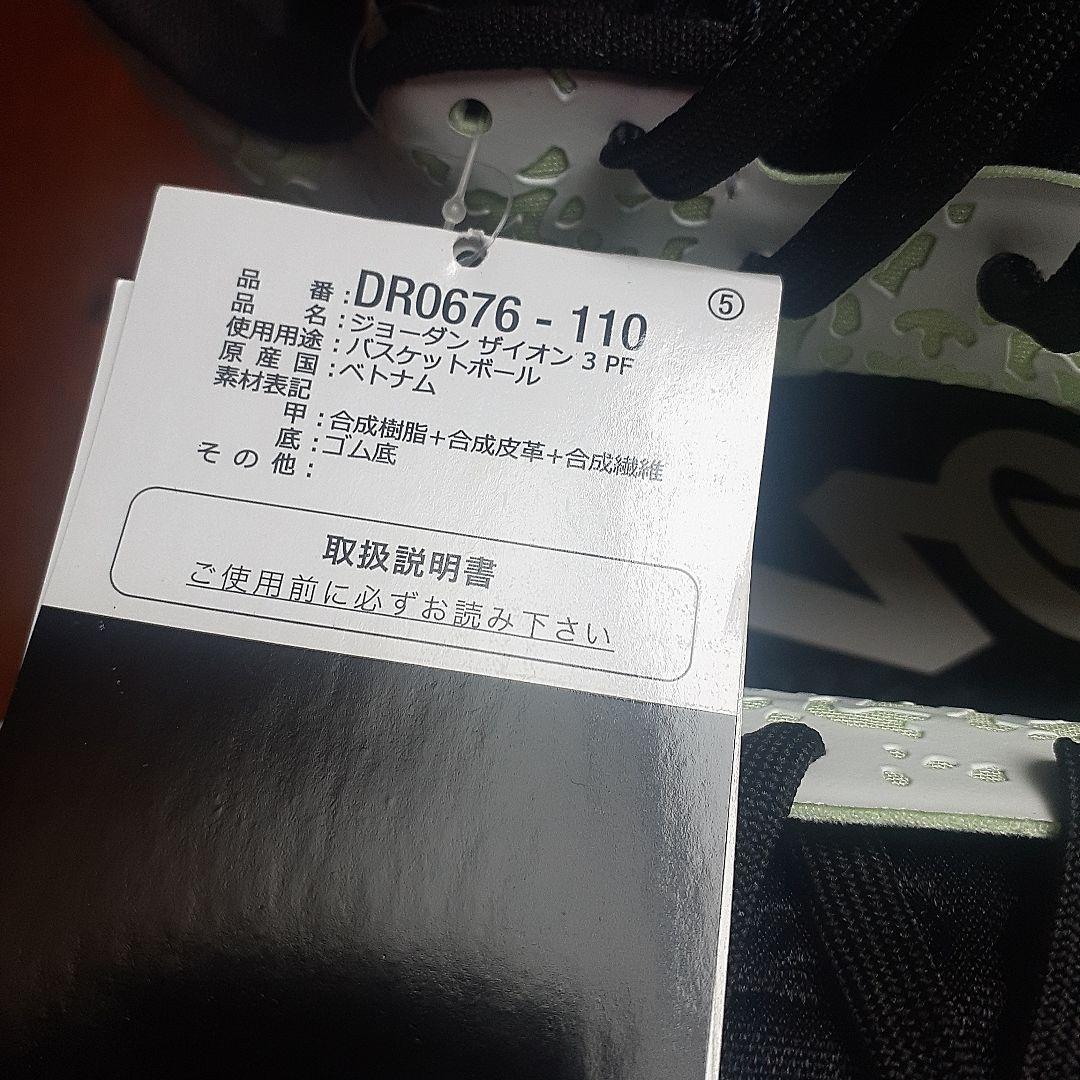 品番：DR0676 - 110 ⑤
品名：ジョーダン ザイオン 3 PF
使用用途：バスケットボール
原産国：ベトナム
素材表記
甲：合成樹脂+合成皮革+合成繊維
底：ゴム底
その他：
取扱説明書
ご使用前に必ずお読み下さい